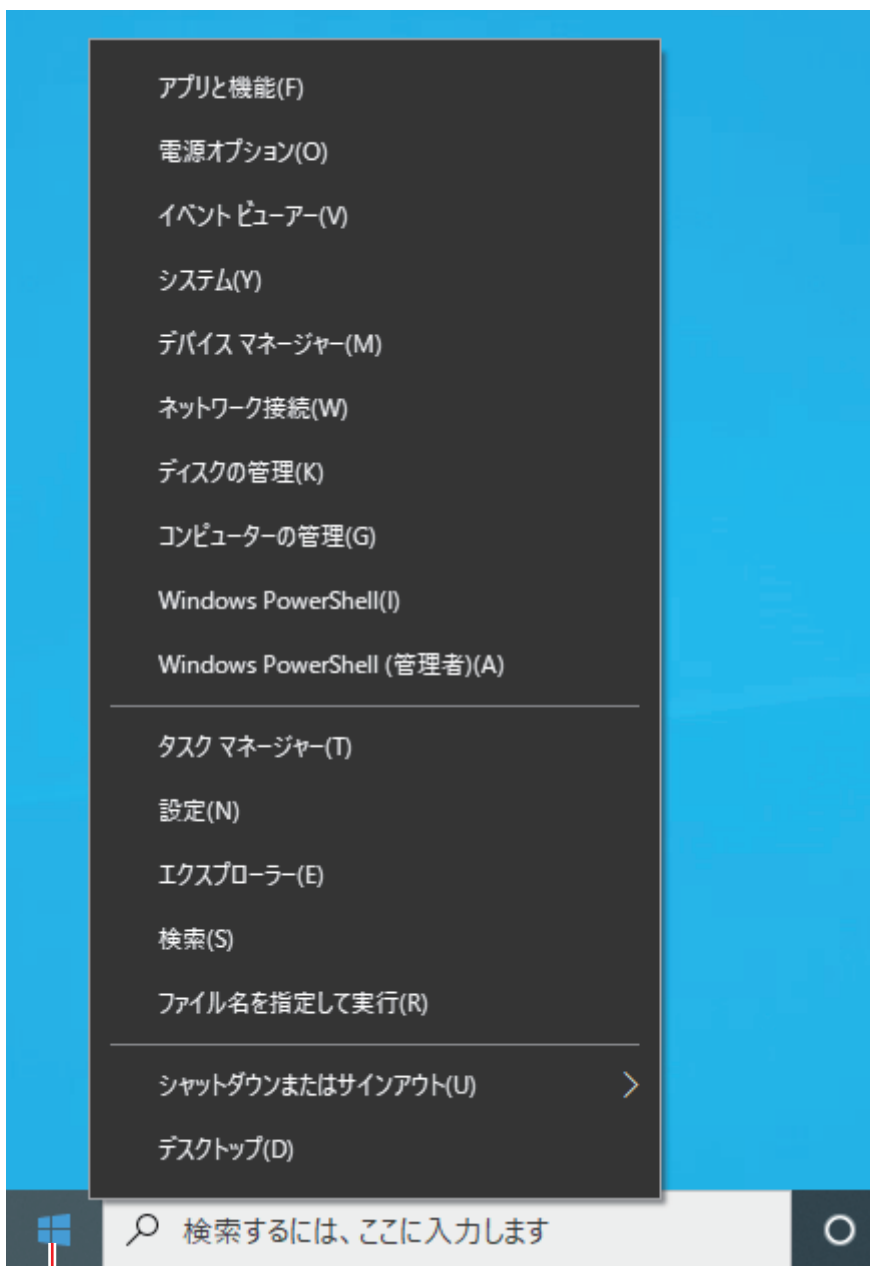 アプリと機能(F)
電源オプション(O)
イベント ビューアー(V)
システム(Y)
デバイス マネージャー(M)
ネットワーク接続(W)
ディスクの管理(K)
コンピューターの管理(G)
Windows PowerShell(I)
Windows PowerShell (管理者)(A)
タスク マネージャー(T)
設定(N)
エクスプローラー(E)
検索(S)
ファイル名を指定して実行(R)
シャットダウンまたはサインアウト(U)
デスクトップ(D)
検索するには、ここに入力します